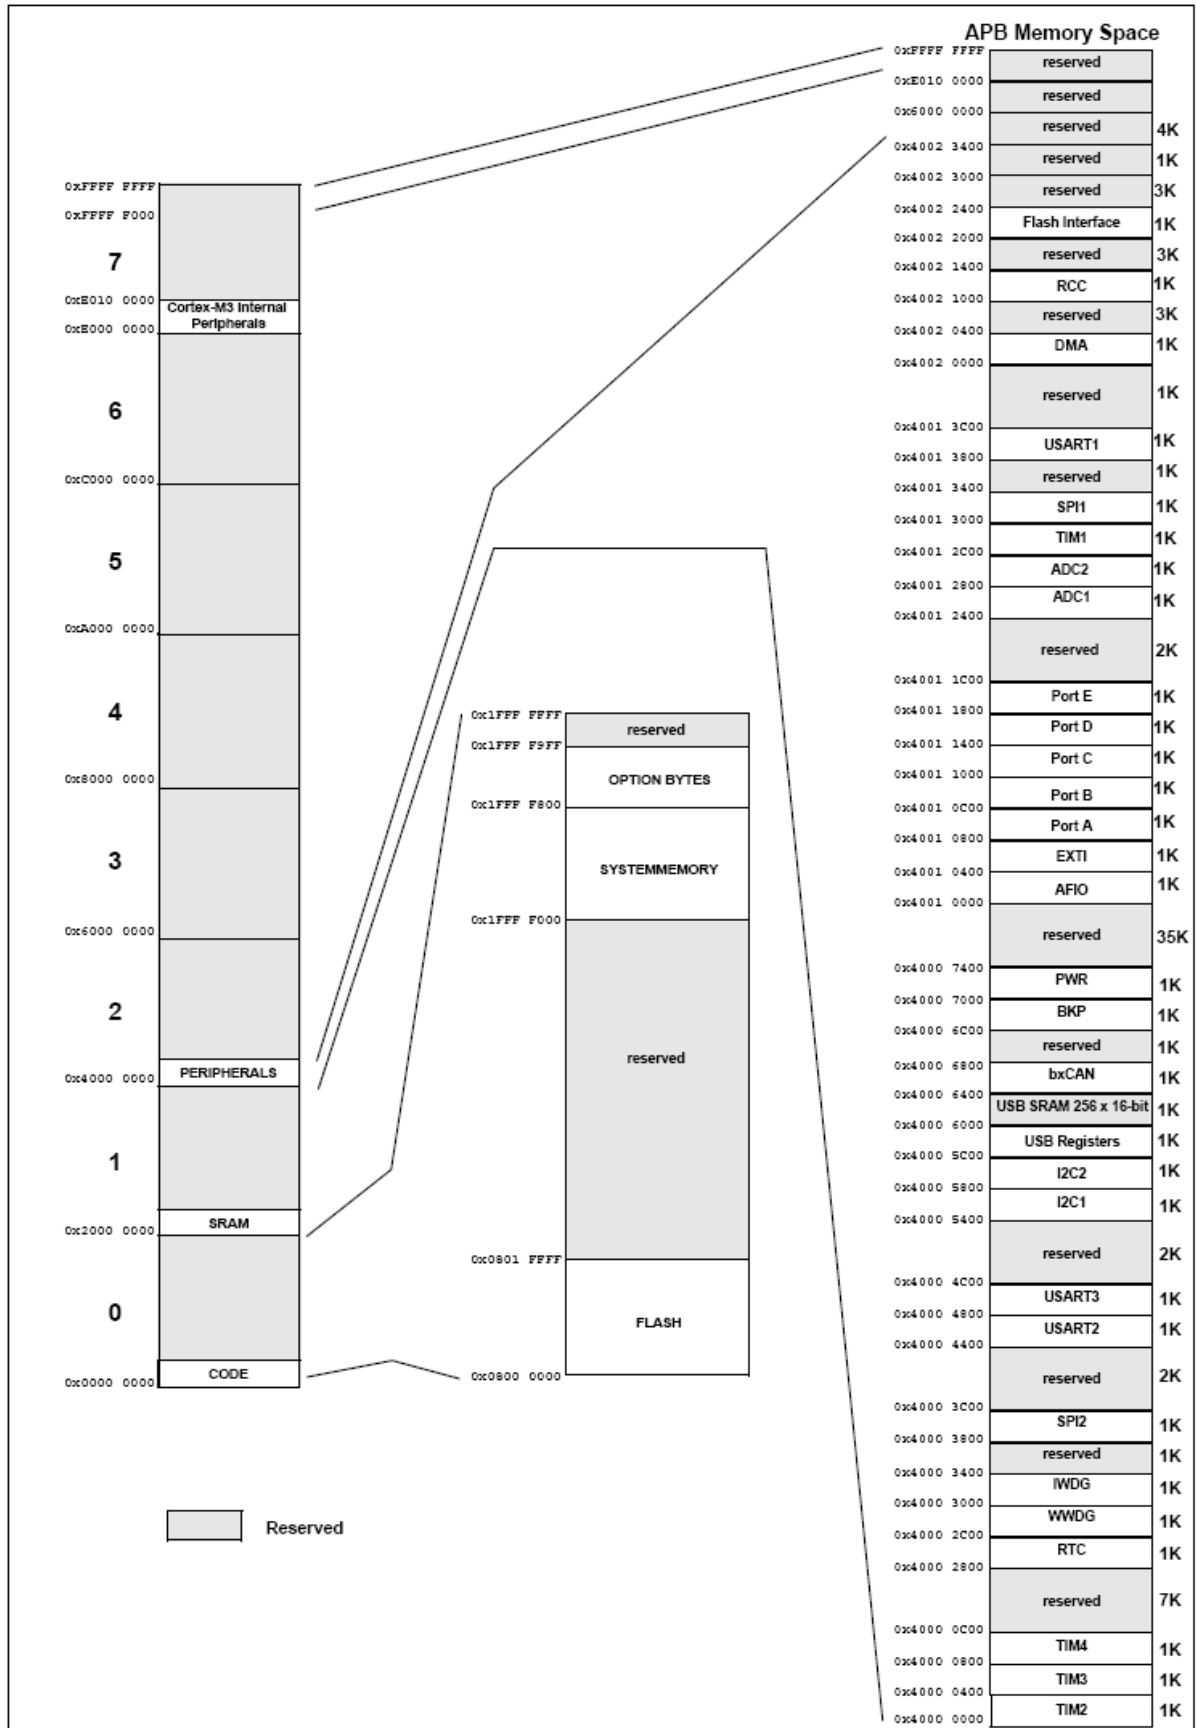 APB Memory Space
0xFFFF FFFF
reserved
0xE010 0000
reserved
0x6000 0000
reserved 4K
0x4002 3400
reserved 1K
0x4002 3000
reserved 3K
0x4002 2400
Flash Interface 1K
0x4002 2000
reserved 3K
0x4002 1400
RCC 1K
0x4002 1000
reserved 3K
0x4002 0400
DMA 1K
0x4002 0000
reserved 1K
0x4001 3C00
USART1 1K
0x4001 3800
reserved 1K
0x4001 3400
SPI1 1K
0x4001 3000
TIM1 1K
0x4001 2C00
ADC2 1K
0x4001 2800
ADC1 1K
0x4001 2400
reserved 2K
0x4001 1C00
Port E 1K
0x4001 1800
Port D 1K
0x4001 1400
Port C 1K
0x4001 1000
Port B 1K
0x4001 0C00
Port A 1K
0x4001 0800
EXTI 1K
0x4001 0400
AFIO 1K
0x4001 0000
reserved 35K
0x4000 7400
PWR 1K
0x4000 7000
BKP 1K
0x4000 6C00
reserved 1K
0x4000 6800
bxCAN 1K
0x4000 6400
USB SRAM 256 x 16-bit 1K
0x4000 6000
USB Registers 1K
0x4000 5C00
I2C2 1K
0x4000 5800
I2C1 1K
0x4000 5400
reserved 2K
0x4000 4C00
USART3 1K
0x4000 4800
USART2 1K
0x4000 4400
reserved 2K
0x4000 3C00
SPI2 1K
0x4000 3800
reserved 1K
0x4000 3400
IWDG 1K
0x4000 3000
WWDG 1K
0x4000 2C00
RTC 1K
0x4000 2800
reserved 7K
0x4000 0C00
TIM4 1K
0x4000 0800
TIM3 1K
0x4000 0400
TIM2 1K
0x4000 0000
0xFFFF FFFF
0xFFFF F000
7
0xE010 0000
Cortex-M3 Internal
Peripherals
0xE000 0000
6
0xC000 0000
5
0xA000 0000
4
0x8000 0000
3
0x6000 0000
2
PERIPHERALS
0x4000 0000
1
SRAM
0x2000 0000
0
CODE
0x0000 0000
0x1FFF FFFF
reserved
0x1FFF F9FF
OPTION BYTES
0x1FFF F800
SYSTEMMEMORY
0x1FFF F000
reserved
0x0801 FFFF
FLASH
0x0800 0000
Reserved